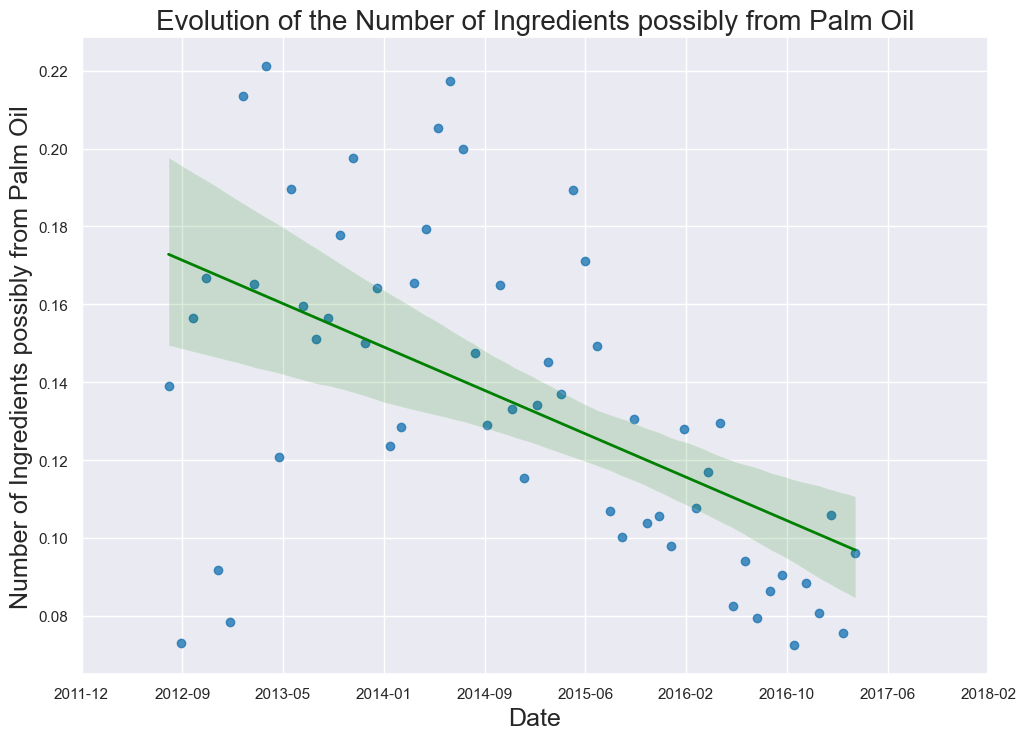 Evolution of the Number of Ingredients possibly from Palm Oil
Number of Ingredients possibly from Palm Oil
0.22
0.20
0.18
0.16
0.14
0.12
0.10
0.08
2011-12 2012-09 2013-05 2014-01 2014-09 2015-06 2016-02 2016-10 2017-06 2018-02
Date